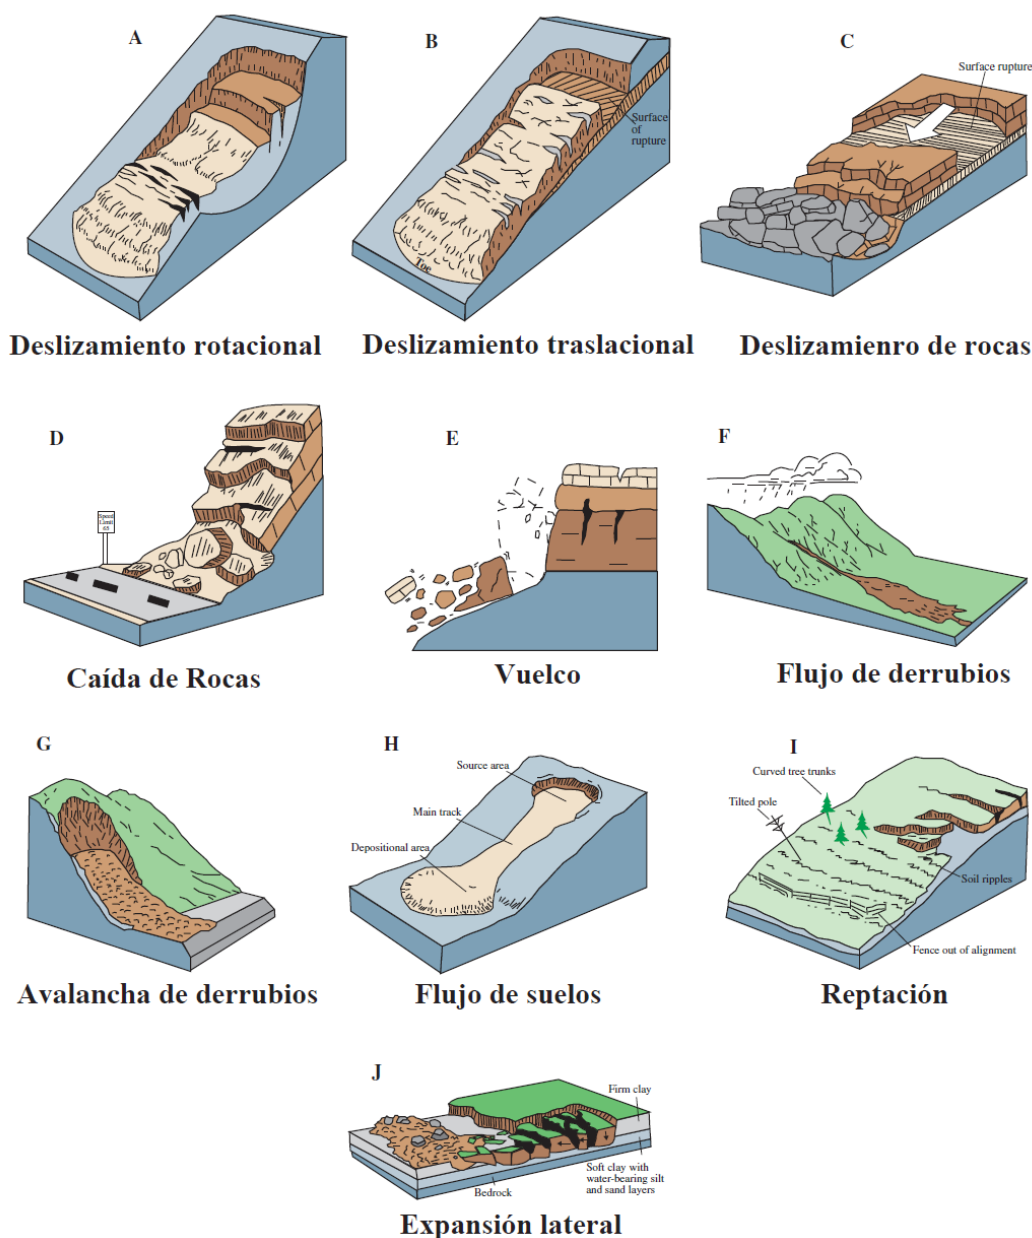 A
B
C
Surface rupture
Surface
of
rupture
Toe
Deslizamiento rotacional
Deslizamiento traslacional
Deslizamienro de rocas
D
E
F
Speed
Limit
65
Caída de Rocas
Vuelco
Flujo de derrubios
G
H
I
Source area
Main track
Depositional area
Curved tree trunks
Tilted pole
Soil ripples
Fence out of alignment
Avalancha de derrubios
Flujo de suelos
Reptación
J
Firm clay
Soft clay with
water-bearing silt
and sand layers
Bedrock
Expansión lateral